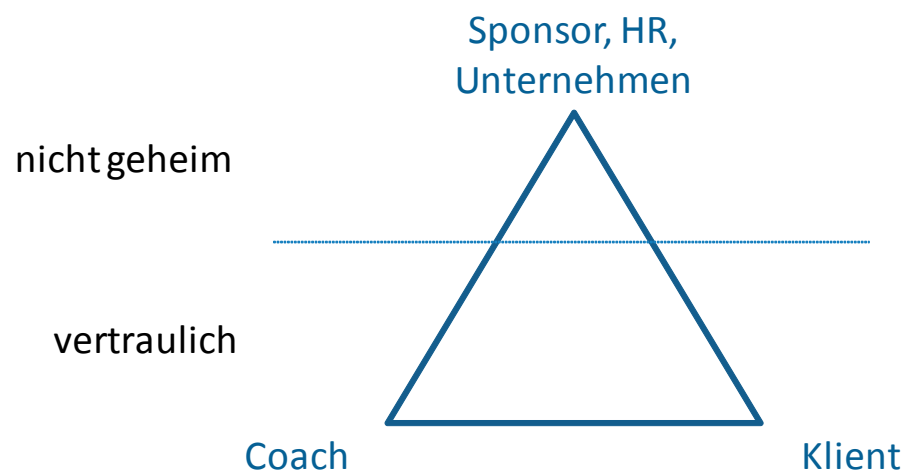 Sponsor, HR,
Unternehmen
nicht geheim
vertraulich
Coach
Klient